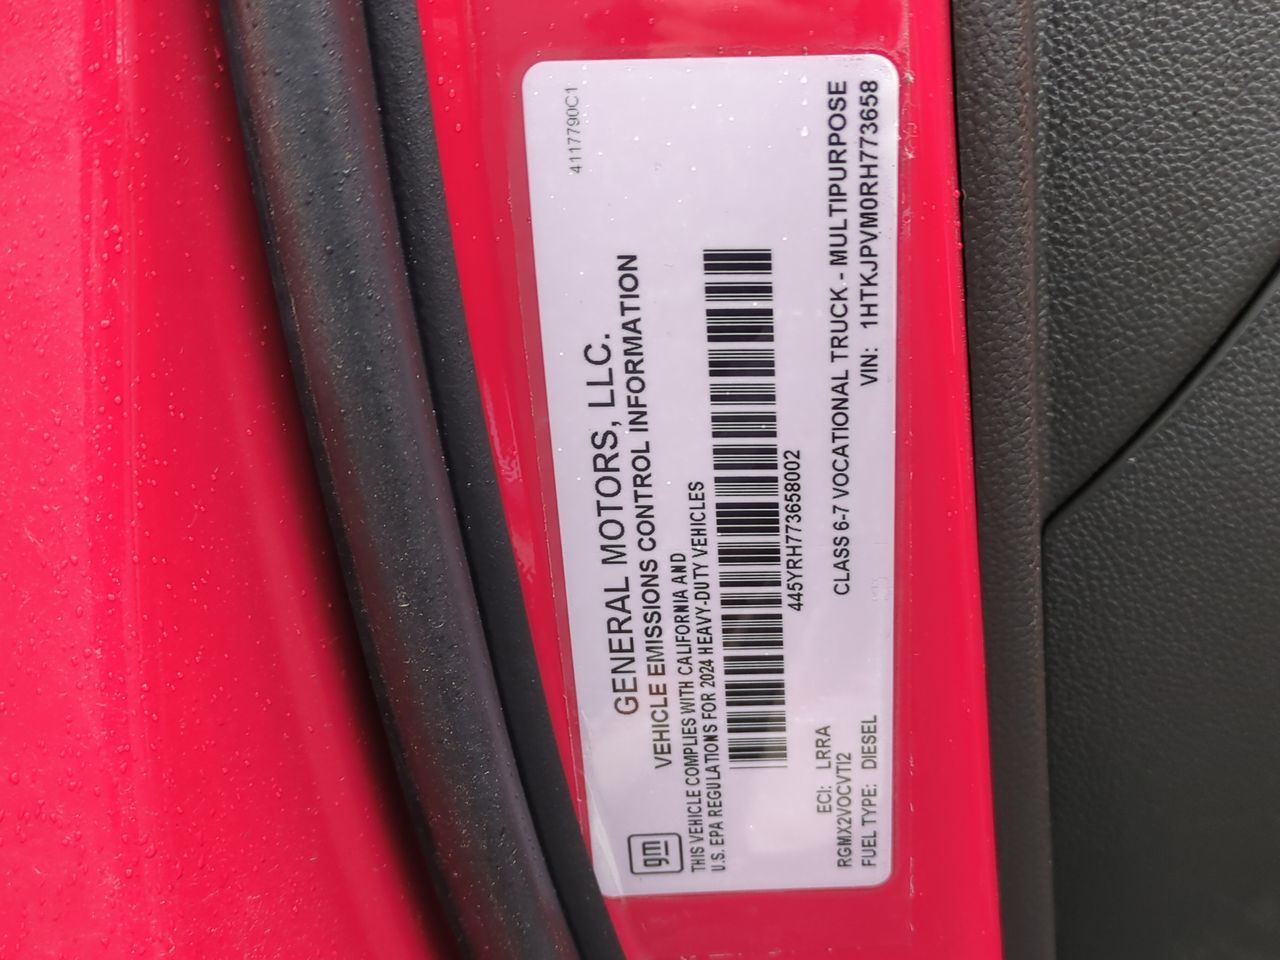 4117790C1
gm
GENERAL MOTORS, LLC.
VEHICLE EMISSIONS CONTROL INFORMATION
THIS VEHICLE COMPLIES WITH CALIFORNIA AND
U.S. EPA REGULATIONS FOR 2024 HEAVY-DUTY VEHICLES
445YRH773658002
ECI: LRRA
RGMX2VOCVTI2
FUEL TYPE: DIESEL
CLASS 6-7 VOCATIONAL TRUCK - MULTIPURPOSE
VIN: 1HTKJPVM0RH773658